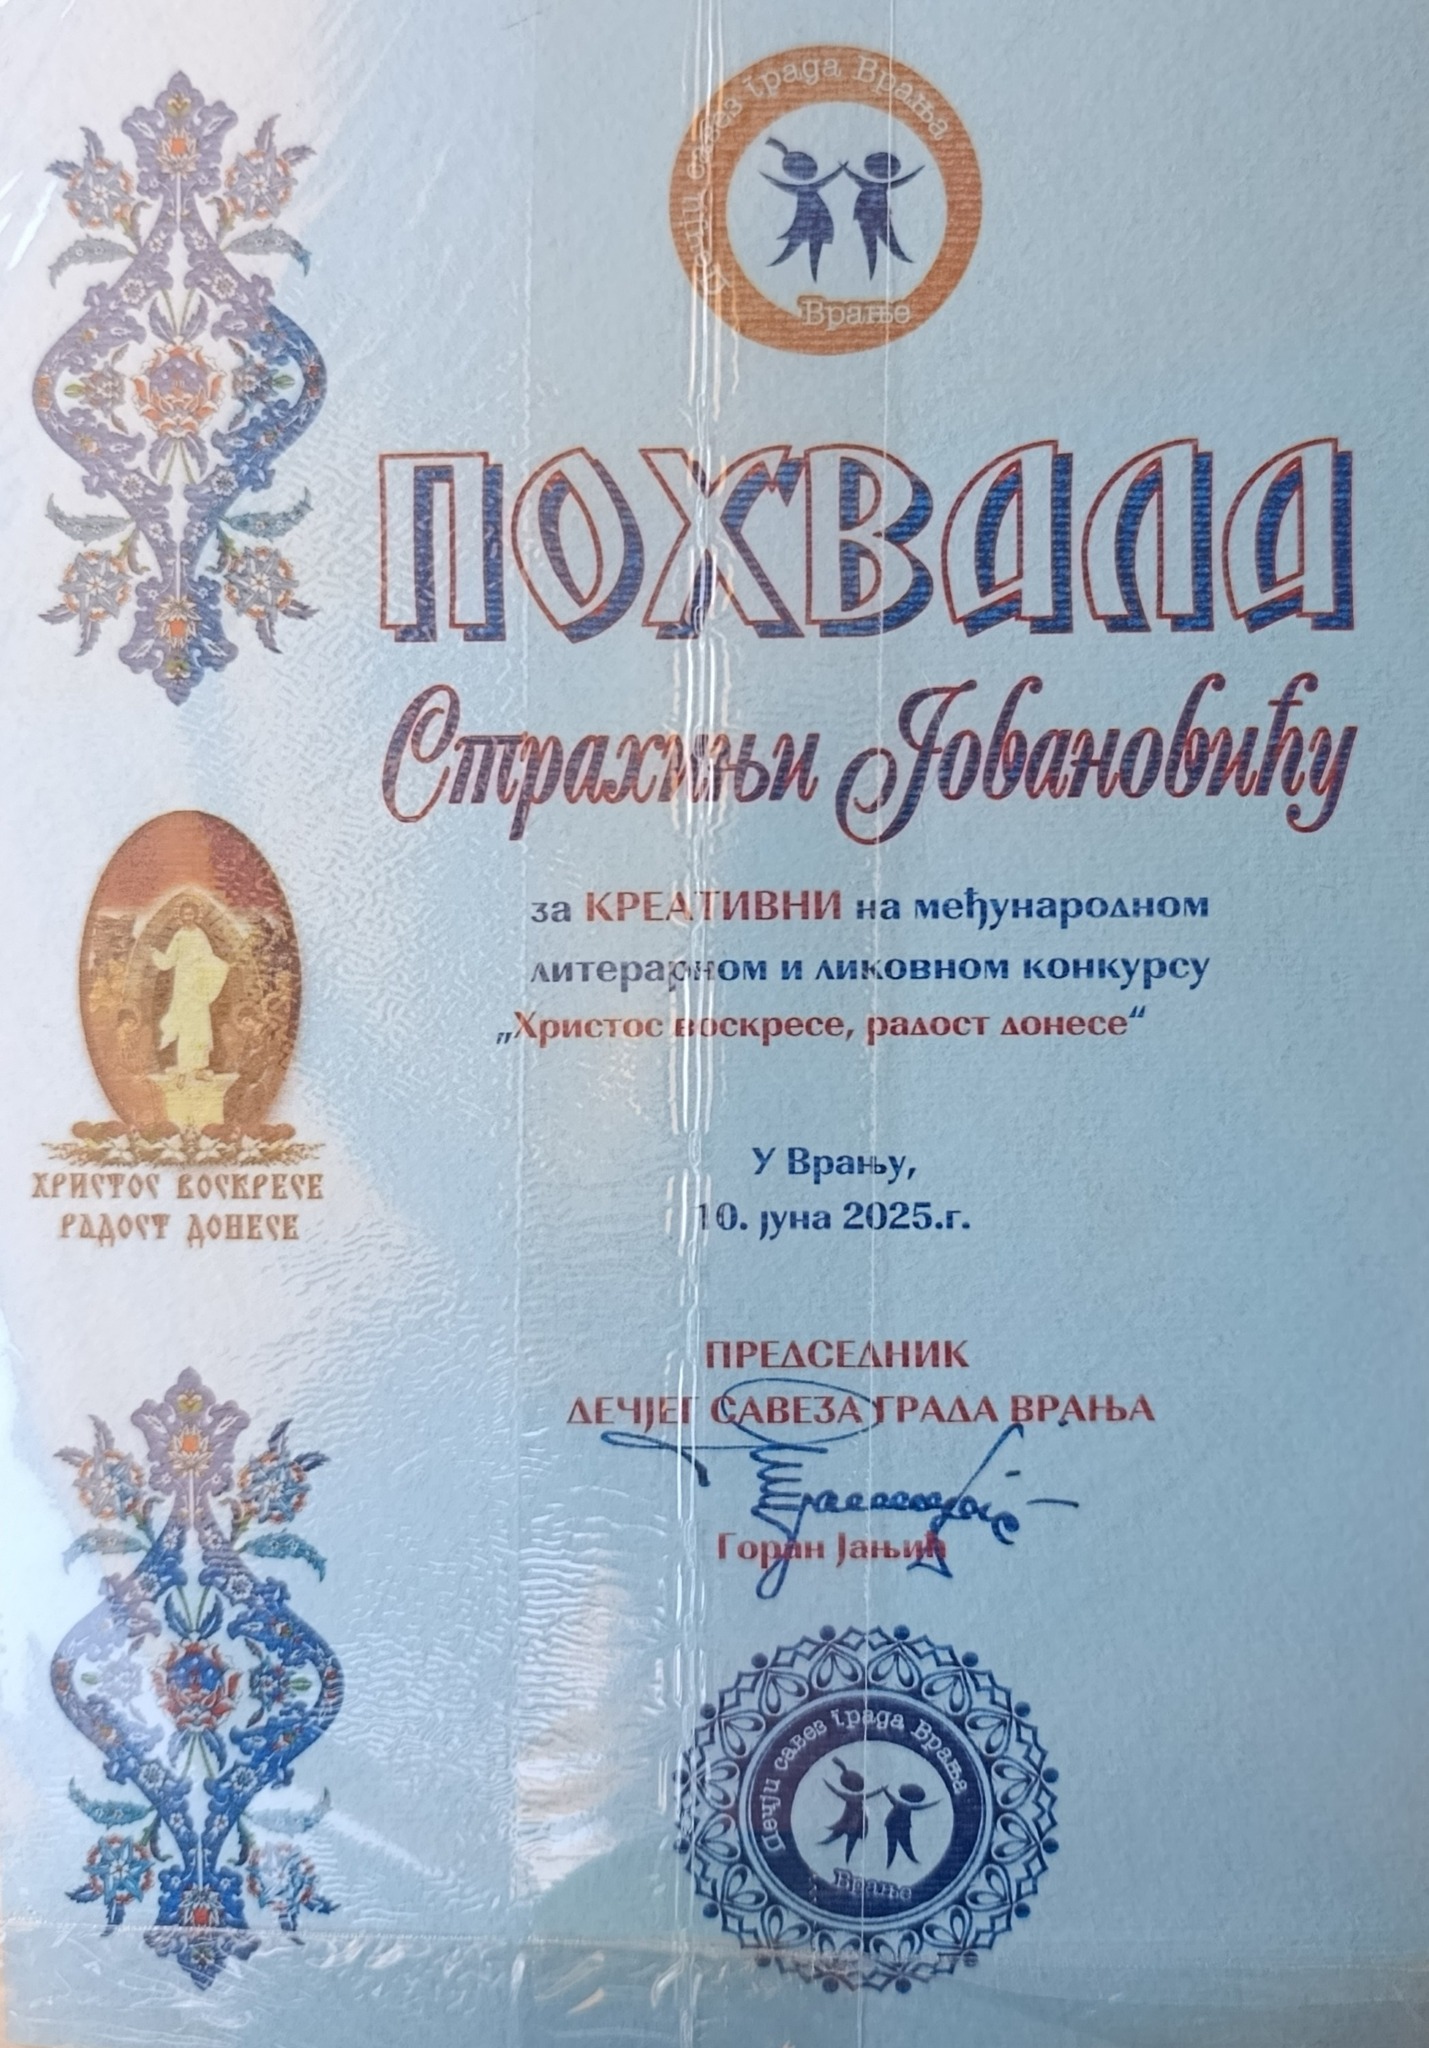 Дечји савез града Врања
Врање
ПОХВАЛА
Страхињи Јовановићу
за КРЕАТИВНИ на међународном
литерарном и ликовном конкурсу
„Христос воскресе, радост донесе“
ХРИСТОС ВОСКРЕСЕ
РАДОСТ ДОНЕСЕ
У Врању,
10. јуна 2025.г.
ПРЕДСЕДНИК
ДЕЧЈЕГ САВЕЗА ГРАДА ВРАЊА
Горан Јањић
Дечји савез града Врања
Врање